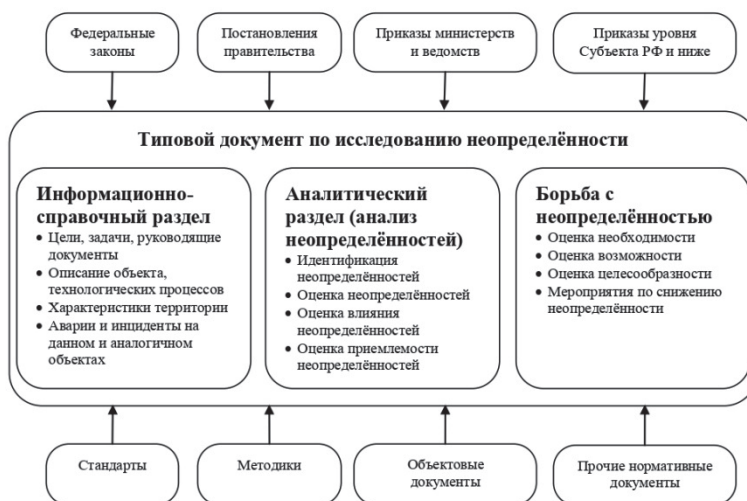 Федеральные
законы
Постановления
правительства
Приказы министерств
и ведомств
Приказы уровня
Субъекта РФ и ниже
Типовой документ по исследованию неопределённости
Информационно-
справочный раздел
• Цели, задачи, руководящие
документы
• Описание объекта,
технологических процессов
• Характеристики территории
• Аварии и инциденты на
данном и аналогичном
объектах
Аналитический
раздел (анализ
неопределённостей)
• Идентификация
неопределённостей
• Оценка неопределённостей
• Оценка влияния
неопределённостей
• Оценка приемлемости
неопределённостей
Борьба с
неопределённостью
• Оценка необходимости
• Оценка возможности
• Оценка целесообразности
• Мероприятия по снижению
неопределённости
Стандарты
Методики
Объектовые
документы
Прочие нормативные
документы